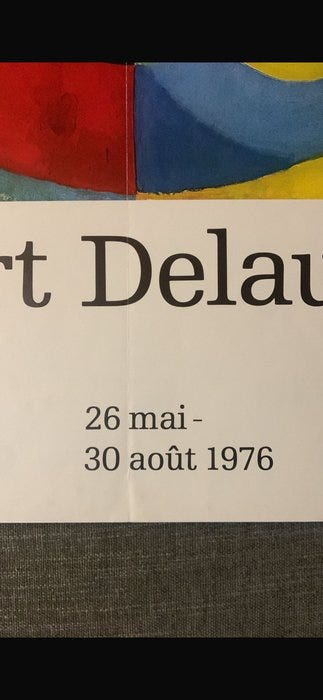 rt Delau
26 mai -
30 août 1976